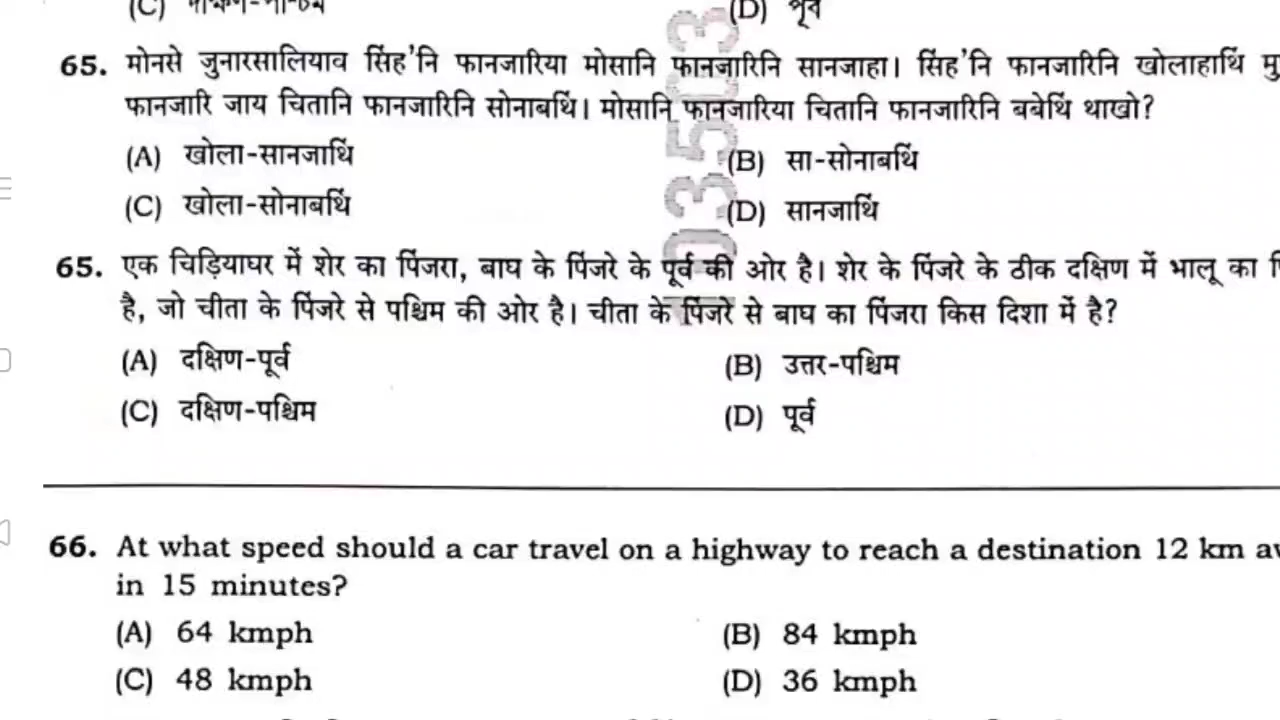 (D) पूर्व
65. मोनसे जुनारसालियाव सिंह'नि फानजारिया मोसानि फानजारिनि सानजाहा। सिंह'नि फानजारिनि खोलाहाथिं
फानजारि जाय चितानि फानजारिनि सोनाबथिं। मोसानि फानजारिया चितानि फानजारिनि बबेथिं थाखो?
(A) खोला-सानजाथिं
(B) सा-सोनाबथिं
(C) खोला-सोनाबथिं
(D) सानजाथिं
65. एक चिड़ियाघर में शेर का पिंजरा, बाघ के पिंजरे के पूर्व की ओर है। शेर के पिंजरे के ठीक दक्षिण में भालू का
है, जो चीता के पिंजरे से पश्चिम की ओर है। चीता के पिंजरे से बाघ का पिंजरा किस दिशा में है?
(A) दक्षिण-पूर्व
(B) उत्तर-पश्चिम
(C) दक्षिण-पश्चिम
(D) पूर्व
66. At what speed should a car travel on a highway to reach a destination 12 km
in 15 minutes?
(A) 64 kmph
(B) 84 kmph
(C) 48 kmph
(D) 36 kmph